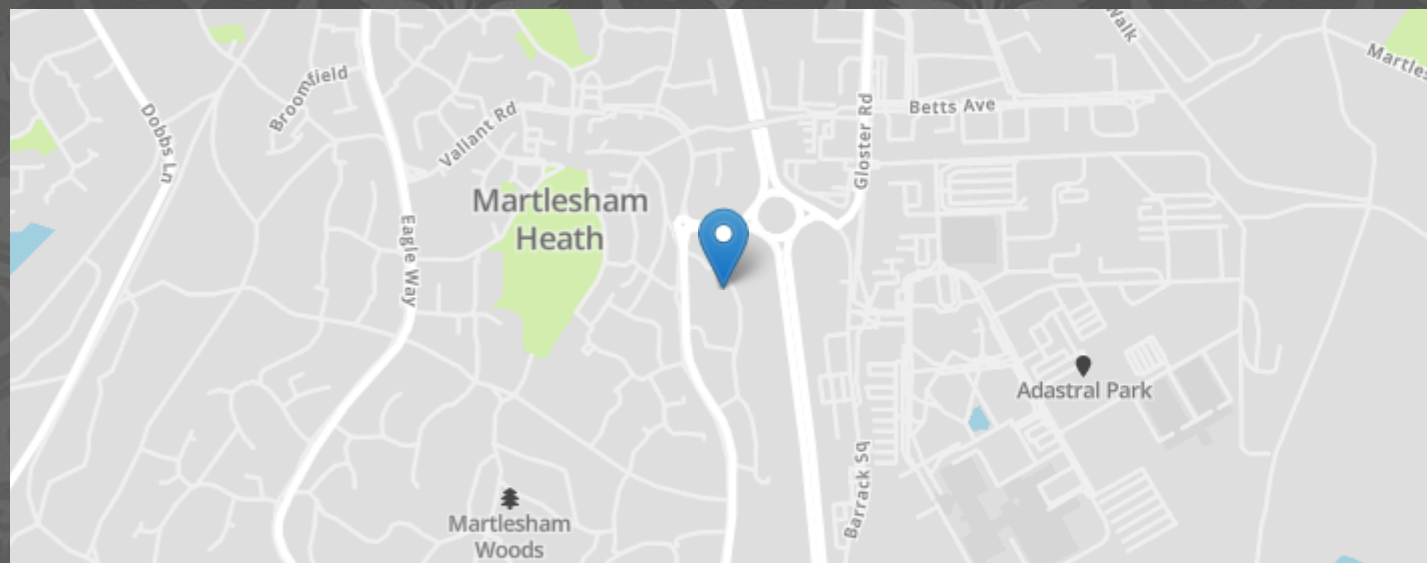 Walk
Martles
Broomfield
Dobbs Ln
Vallant Rd
Gloster Rd
Betts Ave
Martlesham
Heath
Eagle Way
Adastral Park
Barrack Sq
Martlesham
Woods